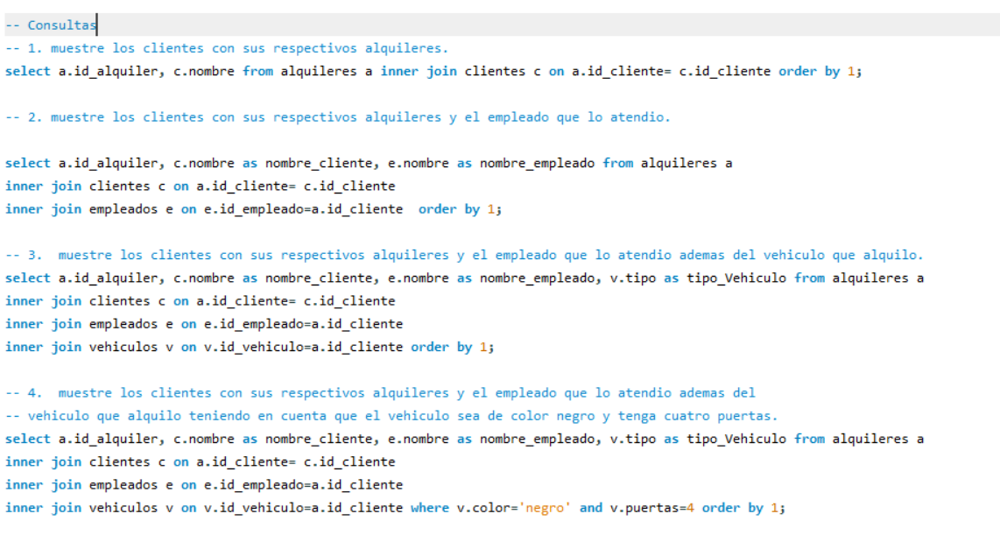 -- Consultas
-- 1. muestre los clientes con sus respectivos alquileres.
select a.id_alquiler, c.nombre from alquileres a inner join clientes c on a.id_cliente= c.id_cliente order by 1;
-- 2. muestre los clientes con sus respectivos alquileres y el empleado que lo atendio.
select a.id_alquiler, c.nombre as nombre_cliente, e.nombre as nombre_empleado from alquileres a
inner join clientes c on a.id_cliente= c.id_cliente
inner join empleados e on e.id_empleado=a.id_cliente  order by 1;
-- 3.  muestre los clientes con sus respectivos alquileres y el empleado que lo atendio ademas del vehiculo que alquilo.
select a.id_alquiler, c.nombre as nombre_cliente, e.nombre as nombre_empleado, v.tipo as tipo_Vehiculo from alquileres a
inner join clientes c on a.id_cliente= c.id_cliente
inner join empleados e on e.id_empleado=a.id_cliente
inner join vehiculos v on v.id_vehiculo=a.id_cliente order by 1;
-- 4.  muestre los clientes con sus respectivos alquileres y el empleado que lo atendio ademas del
-- vehiculo que alquilo teniendo en cuenta que el vehiculo sea de color negro y tenga cuatro puertas.
select a.id_alquiler, c.nombre as nombre_cliente, e.nombre as nombre_empleado, v.tipo as tipo_Vehiculo from alquileres a
inner join clientes c on a.id_cliente= c.id_cliente
inner join empleados e on e.id_empleado=a.id_cliente
inner join vehiculos v on v.id_vehiculo=a.id_cliente where v.color='negro' and v.puertas=4 order by 1;